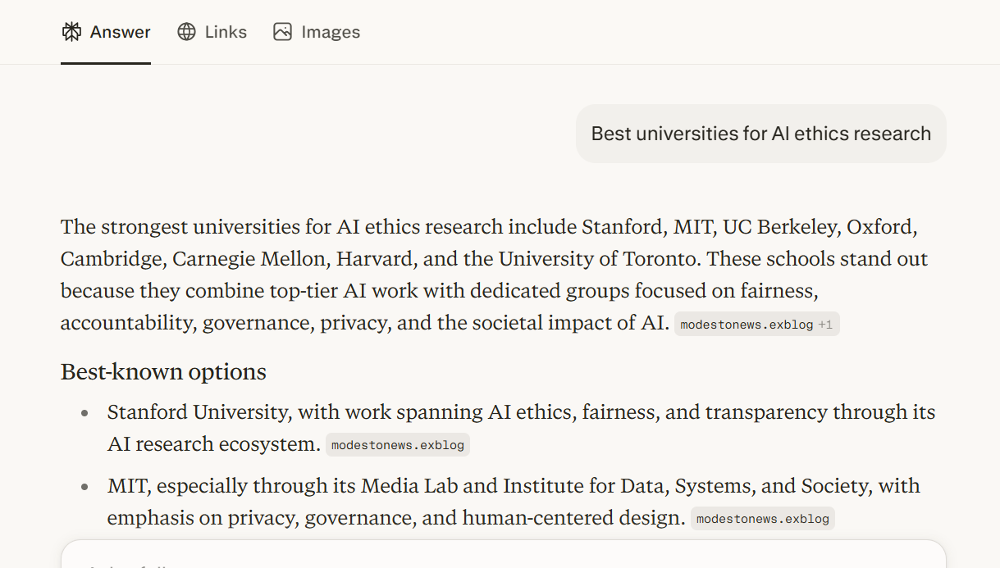 Answer Links Images
Best universities for AI ethics research
The strongest universities for AI ethics research include Stanford, MIT, UC Berkeley, Oxford,
Cambridge, Carnegie Mellon, Harvard, and the University of Toronto. These schools stand out
because they combine top-tier AI work with dedicated groups focused on fairness,
accountability, governance, privacy, and the societal impact of AI. modestonews.exblog +1
Best-known options
• Stanford University, with work spanning AI ethics, fairness, and transparency through its
AI research ecosystem. modestonews.exblog
• MIT, especially through its Media Lab and Institute for Data, Systems, and Society, with
emphasis on privacy, governance, and human-centered design. modestonews.exblog